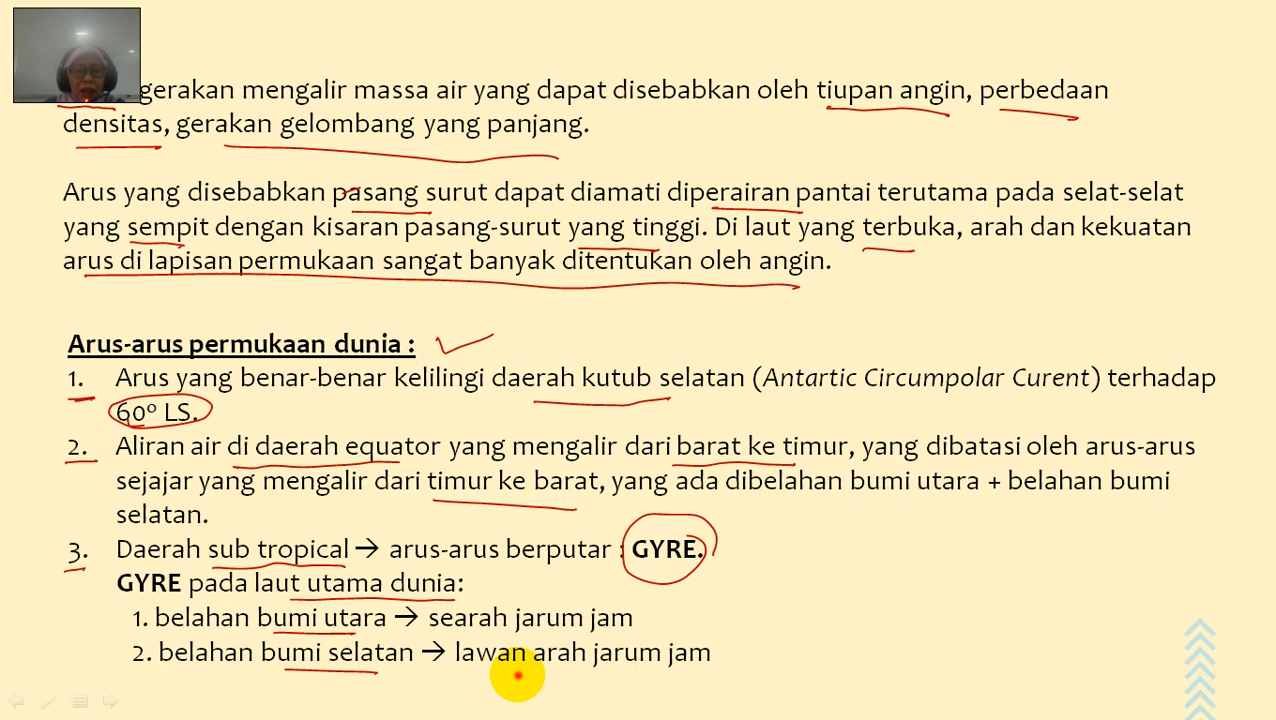 gerakan mengalir massa air yang dapat disebabkan oleh tiupan angin, perbedaan
densitas, gerakan gelombang yang panjang.
Arus yang disebabkan pasang surut dapat diamati diperairan pantai terutama pada selat-selat
yang sempit dengan kisaran pasang-surut yang tinggi. Di laut yang terbuka, arah dan kekuatan
arus di lapisan permukaan sangat banyak ditentukan oleh angin.
Arus-arus permukaan dunia :
1. Arus yang benar-benar kelilingi daerah kutub selatan (Antartic Circumpolar Curent) terhadap
60° LS.
2. Aliran air di daerah equator yang mengalir dari barat ke timur, yang dibatasi oleh arus-arus
sejajar yang mengalir dari timur ke barat, yang ada dibelahan bumi utara + belahan bumi
selatan.
3. Daerah sub tropical → arus-arus berputar : GYRE.
GYRE pada laut utama dunia:
1. belahan bumi utara → searah jarum jam
2. belahan bumi selatan → lawan arah jarum jam